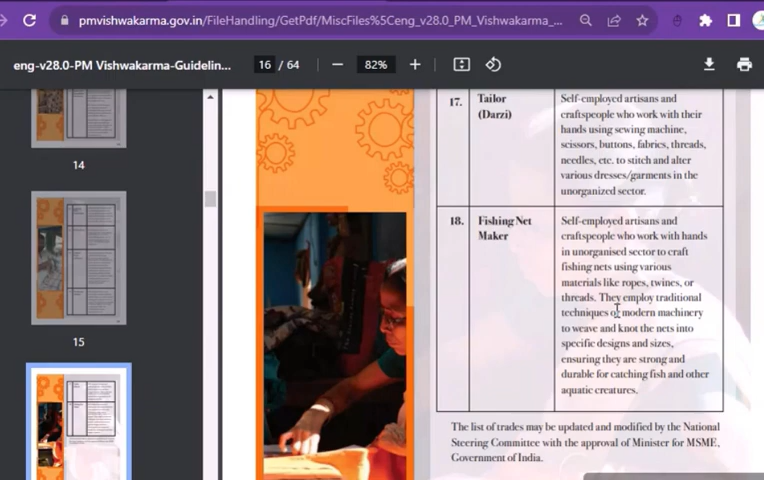 pmvishwakarma.gov.in/FileHandling/GetPdf/MiscFiles%5Ceng_v28.0_PM_Vishwakarma_...
eng-v28.0-PM Vishwakarma-Guidelin...
16 / 64
82%
14
15
17.
Tailor
(Darzi)
Self-employed artisans and
craftspeople who work with their
hands using sewing machine,
scissors, buttons, fabrics, threads,
needles, etc. to stitch and alter
various dresses/garments in the
unorganized sector.
18.
Fishing Net
Maker
Self-employed artisans and
craftspeople who work with hands
in unorganised sector to craft
fishing nets using various
materials like ropes, twines, or
threads. They employ traditional
techniques or modern machinery
to weave and knot the nets into
specific designs and sizes,
ensuring they are strong and
durable for catching fish and other
aquatic creatures.
The list of trades may be updated and modified by the National
Steering Committee with the approval of Minister for MSME,
Government of India.